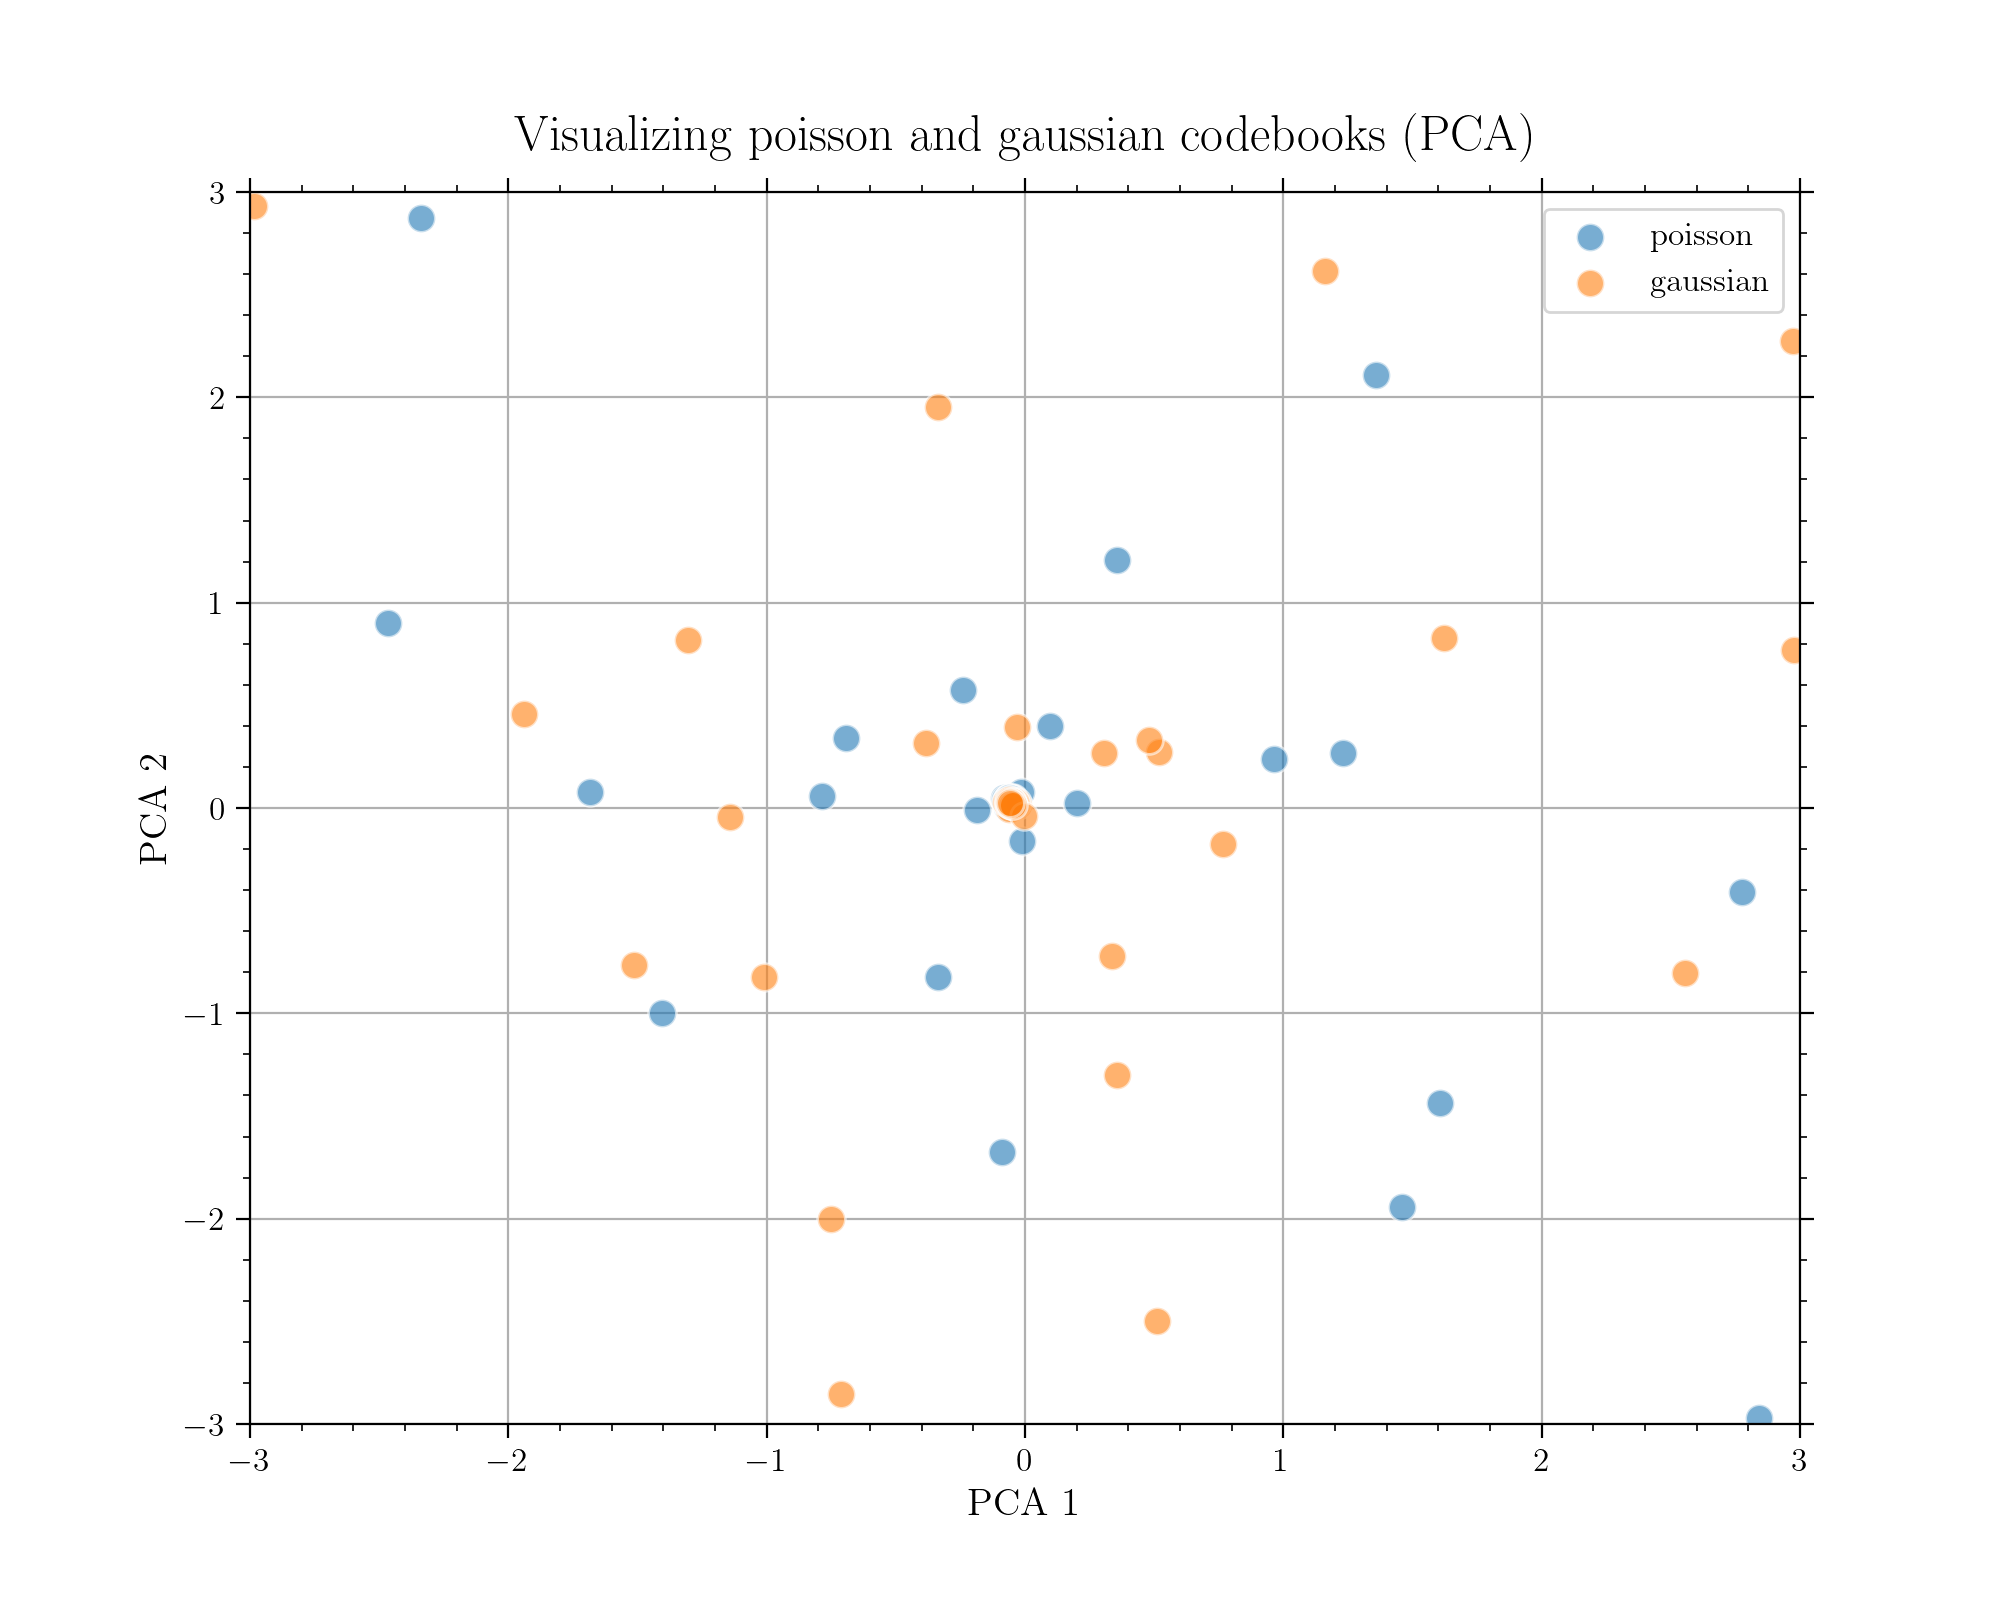 Visualizing poisson and gaussian codebooks (PCA)
poisson
gaussian
3
2
1
0
−1
−2
−3
PCA 2
−3 −2 −1 0 1 2 3
PCA 1